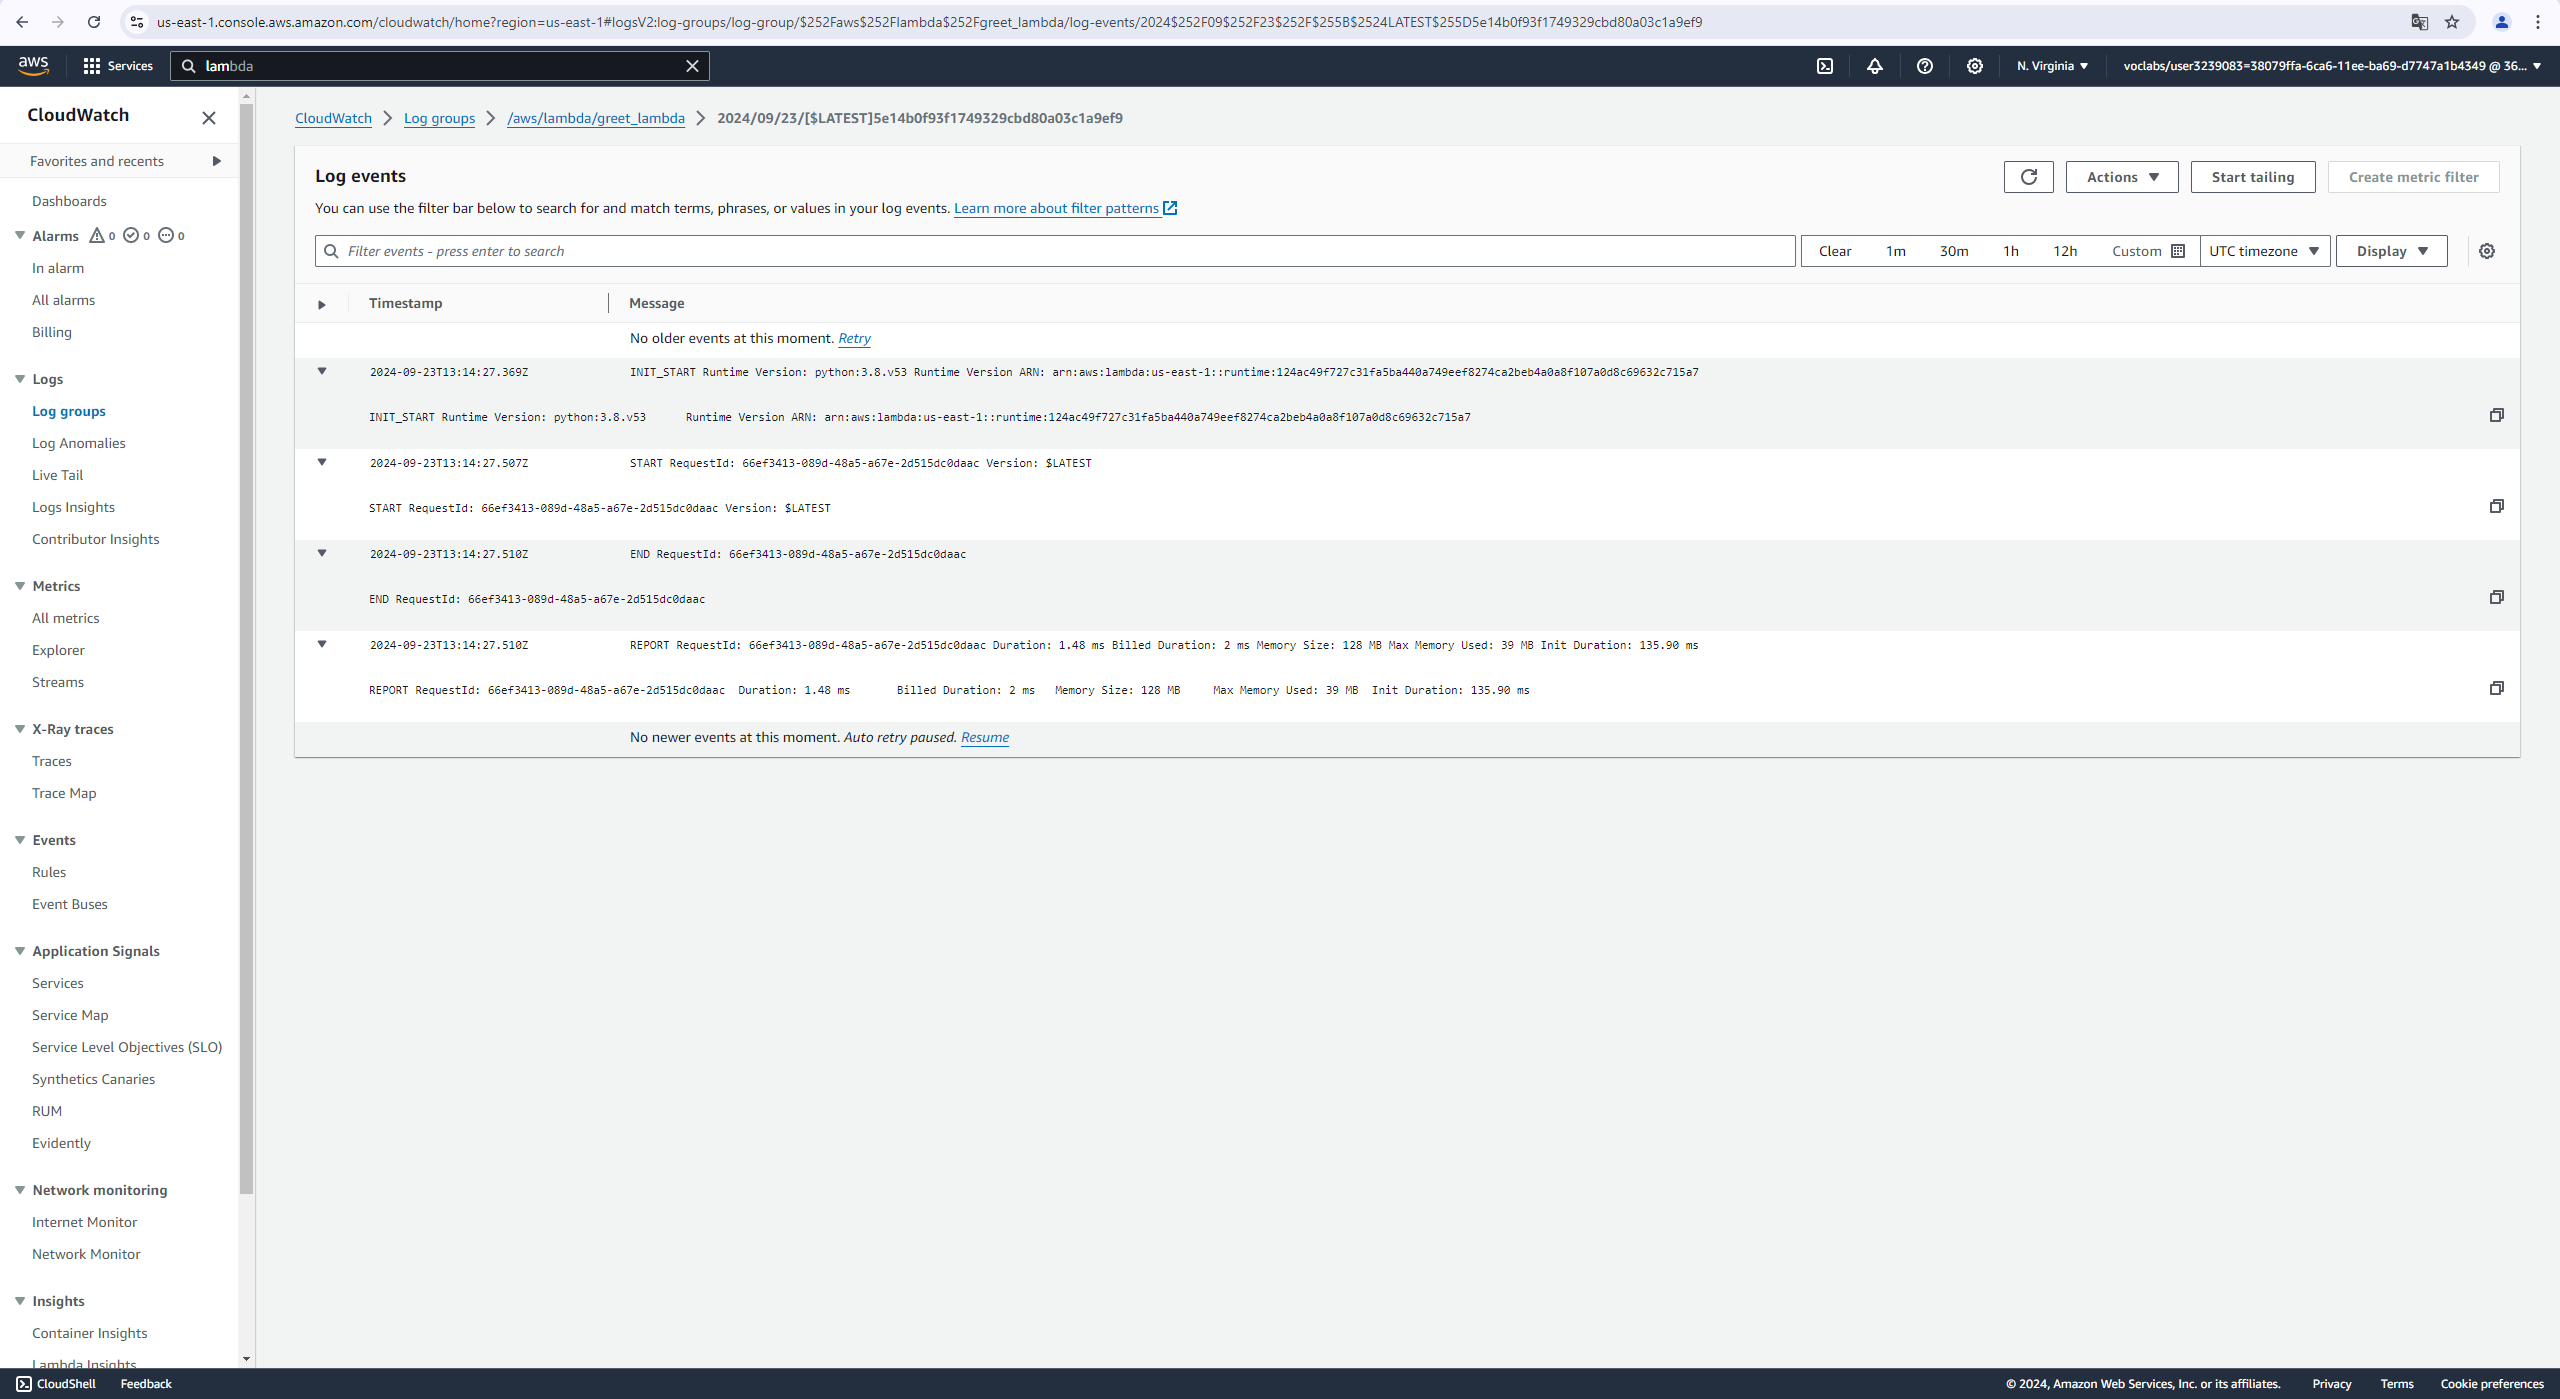 us-east-1.console.aws.amazon.com/cloudwatch/home?region=us-east-1#logsV2:log-groups/log-group/$252Faws$252Flambda$252Fgreet_lambda/log-events/2024$252F09$252F23$252F$255B$2524LATEST$255D5e14b0f93f1749329cbd80a03c1a9ef9
aws Services lambda N. Virginia voclabs/user3239083=38079ffa-6ca6-11ee-ba69-d7747a1b4349 @ 36...
CloudWatch
Favorites and recents
Dashboards
Alarms 0 0 0
In alarm
All alarms
Billing
Logs
Log groups
Log Anomalies
Live Tail
Logs Insights
Contributor Insights
Metrics
All metrics
Explorer
Streams
X-Ray traces
Traces
Trace Map
Events
Rules
Event Buses
Application Signals
Services
Service Map
Service Level Objectives (SLO)
Synthetics Canaries
RUM
Evidently
Network monitoring
Internet Monitor
Network Monitor
Insights
Container Insights
Lambda Insights
CloudWatch Log groups /aws/lambda/greet_lambda 2024/09/23/[$LATEST]5e14b0f93f1749329cbd80a03c1a9ef9
Log events
Actions Start tailing Create metric filter
You can use the filter bar below to search for and match terms, phrases, or values in your log events. Learn more about filter patterns
Filter events - press enter to search Clear 1m 30m 1h 12h Custom UTC timezone Display
Timestamp Message
No older events at this moment. Retry
2024-09-23T13:14:27.369Z INIT_START Runtime Version: python:3.8.v53 Runtime Version ARN: arn:aws:lambda:us-east-1::runtime:124ac49f727c31fa5ba440a749eef8274ca2beb4a0a8f107a0d8c69632c715a7
INIT_START Runtime Version: python:3.8.v53 Runtime Version ARN: arn:aws:lambda:us-east-1::runtime:124ac49f727c31fa5ba440a749eef8274ca2beb4a0a8f107a0d8c69632c715a7
2024-09-23T13:14:27.507Z START RequestId: 66ef3413-089d-48a5-a67e-2d515dc0daac Version: $LATEST
START RequestId: 66ef3413-089d-48a5-a67e-2d515dc0daac Version: $LATEST
2024-09-23T13:14:27.510Z END RequestId: 66ef3413-089d-48a5-a67e-2d515dc0daac
END RequestId: 66ef3413-089d-48a5-a67e-2d515dc0daac
2024-09-23T13:14:27.510Z REPORT RequestId: 66ef3413-089d-48a5-a67e-2d515dc0daac Duration: 1.48 ms Billed Duration: 2 ms Memory Size: 128 MB Max Memory Used: 39 MB Init Duration: 135.90 ms
REPORT RequestId: 66ef3413-089d-48a5-a67e-2d515dc0daac Duration: 1.48 ms Billed Duration: 2 ms Memory Size: 128 MB Max Memory Used: 39 MB Init Duration: 135.90 ms
No newer events at this moment. Auto retry paused. Resume
CloudShell Feedback © 2024, Amazon Web Services, Inc. or its affiliates. Privacy Terms Cookie preferences